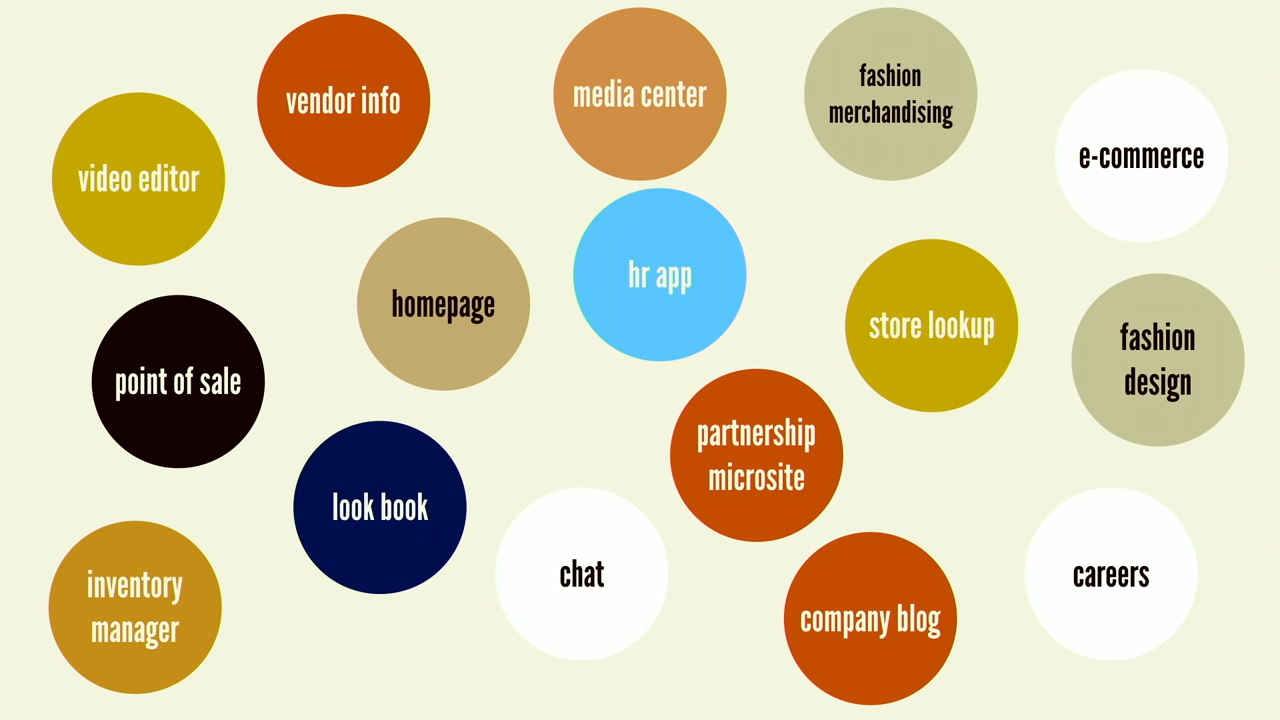 vendor info
media center
fashion
merchandising
e-commerce
video editor
homepage
hr app
store lookup
fashion
design
point of sale
partnership
microsite
look book
chat
careers
inventory
manager
company blog